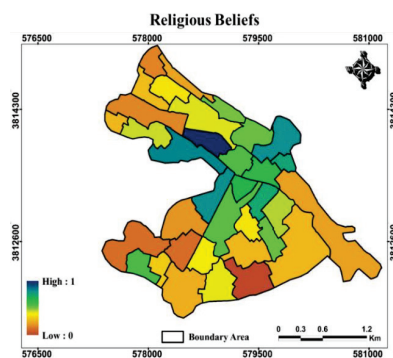 Religious Beliefs
576500 578000 579500 581000
3814300 3814300
3812600 3812600
High : 1
Low : 0
Boundary Area
0 0.3 0.6 1.2
Km
576500 578000 579500 581000